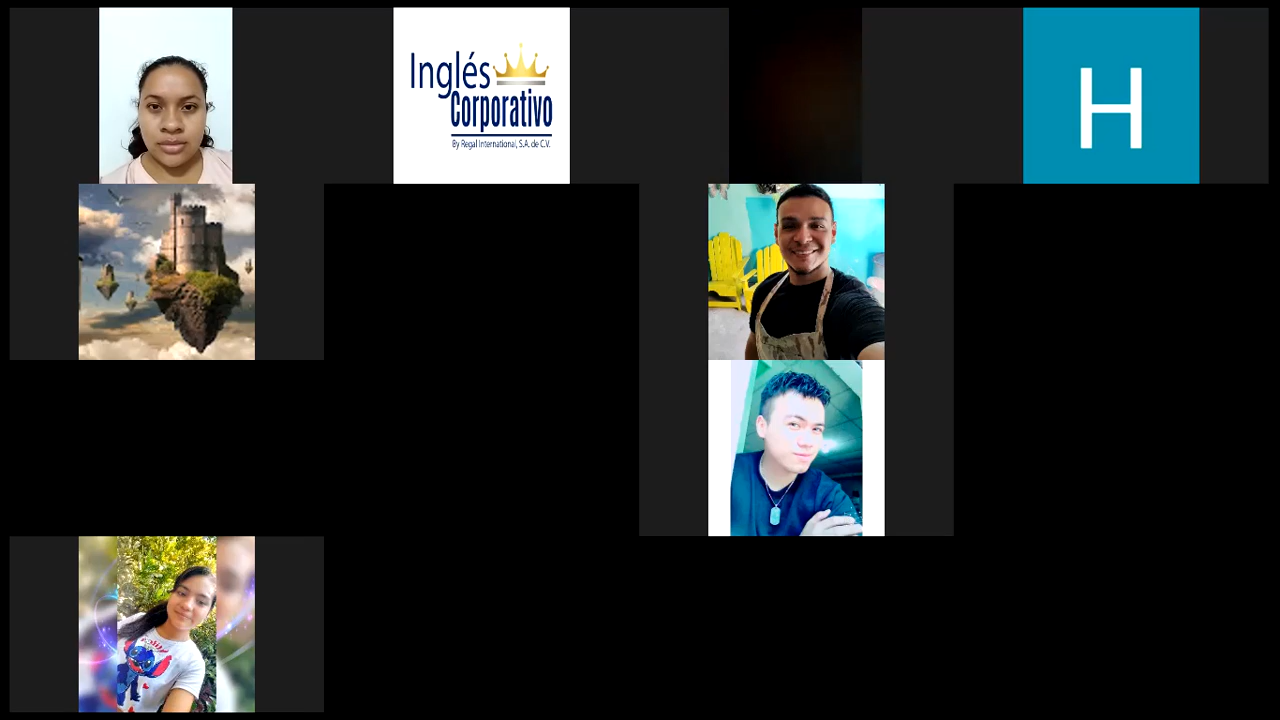 Inglés
Corporativo
By Regal International, S.A. de C.V.
H